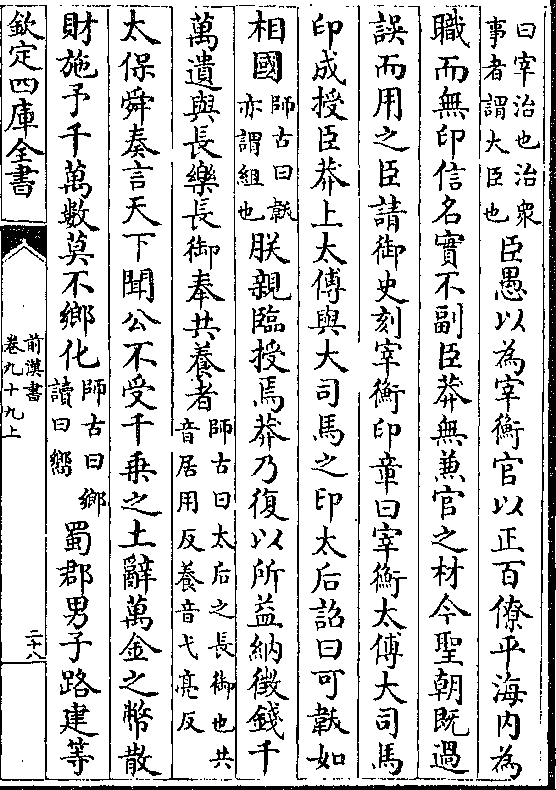 曰宰治也治衆
事者謂大臣也
臣愚以為宰衡官以正百僚平海内為
職而無印信名實不副臣莽無兼官之材今聖朝既過
誤而用之臣請御史刻宰衡印章曰宰衡太傅大司馬
印成授臣莽上太傅與大司馬之印太后詔曰可韍如
相國
師古曰韍
亦謂組也
朕親臨授焉莽乃復以所益納徵錢千
萬遺與長樂長御奉共養者
師古曰太后之長御也共
音居用反養音弋亮反
太保舜奏言天下聞公不受千乗之土辭萬金之幣散
財施予千萬數莫不鄉化
師古曰鄉
讀曰嚮
蜀郡男子路建等
欽定四庫全書
前漢書
卷九十九上
二十八